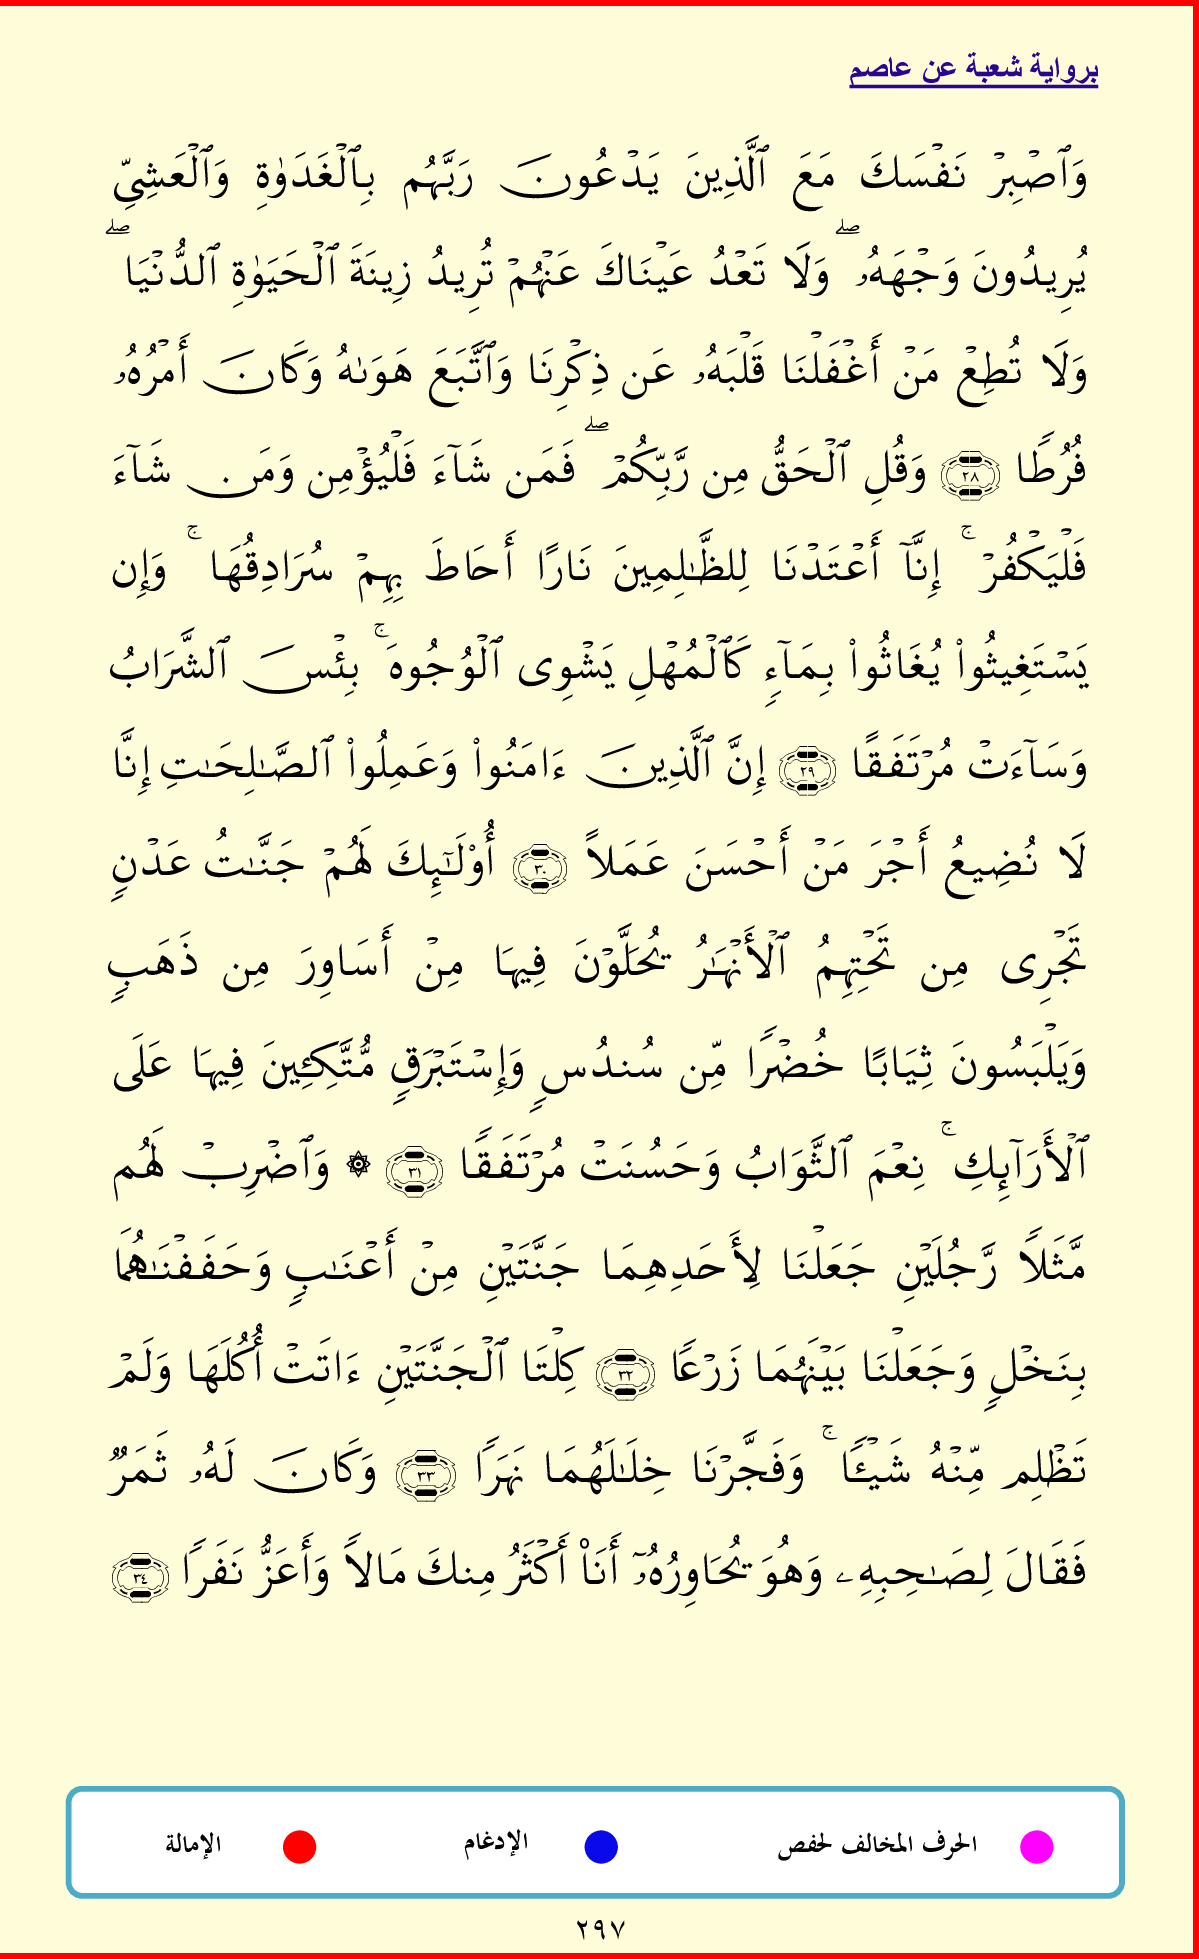 برواية شعبة عن عاصم
وَٱصۡبِرۡ نَفۡسَكَ مَعَ ٱلَّذِينَ يَدۡعُونَ رَبَّهُم بِٱلۡغَدَوٰةِ وَٱلۡعَشِيِّ
يُرِيدُونَ وَجۡهَهُۥۖ وَلَا تَعۡدُ عَيۡنَاكَ عَنۡهُمۡ تُرِيدُ زِينَةَ ٱلۡحَيَوٰةِ ٱلدُّنۡيَاۖ
وَلَا تُطِعۡ مَنۡ أَغۡفَلۡنَا قَلۡبَهُۥ عَن ذِكۡرِنَا وَٱتَّبَعَ هَوَىٰهُ وَكَانَ أَمۡرُهُۥ
فُرُطًا ٢٨ وَقُلِ ٱلۡحَقُّ مِن رَّبِّكُمۡۖ فَمَن شَآءَ فَلۡيُؤۡمِن وَمَن شَآءَ
فَلۡيَكۡفُرۡۚ إِنَّآ أَعۡتَدۡنَا لِلظَّٰلِمِينَ نَارًا أَحَاطَ بِهِمۡ سُرَادِقُهَاۚ وَإِن
يَسۡتَغِيثُواْ يُغَاثُواْ بِمَآءٖ كَٱلۡمُهۡلِ يَشۡوِى ٱلۡوُجُوهَۚ بِئۡسَ ٱلشَّرَابُ
وَسَآءَتۡ مُرۡتَفَقًا ٢٩ إِنَّ ٱلَّذِينَ ءَامَنُواْ وَعَمِلُواْ ٱلصَّٰلِحَٰتِ إِنَّا
لَا نُضِيعُ أَجۡرَ مَنۡ أَحۡسَنَ عَمَلاً ٣٠ أُوْلَٰٓئِكَ لَهُمۡ جَنَّٰتُ عَدۡنٖ
تَجۡرِى مِن تَحۡتِهِمُ ٱلۡأَنۡهَٰرُ يُحَلَّوۡنَ فِيهَا مِنۡ أَسَاوِرَ مِن ذَهَبٖ
وَيَلۡبَسُونَ ثِيَابًا خُضۡرًا مِّن سُندُسٖ وَإِسۡتَبۡرَقٖ مُّتَّكِـِٔينَ فِيهَا عَلَى
ٱلۡأَرَآئِكِۚ نِعۡمَ ٱلثَّوَابُ وَحَسُنَتۡ مُرۡتَفَقًا ٣١ ۞ وَٱضۡرِبۡ لَهُم
مَّثَلاً رَّجُلَيۡنِ جَعَلۡنَا لِأَحَدِهِمَا جَنَّتَيۡنِ مِنۡ أَعۡنَٰبٖ وَحَفَفۡنَٰهُمَا
بِنَخۡلٖ وَجَعَلۡنَا بَيۡنَهُمَا زَرۡعًا ٣٢ كِلۡتَا ٱلۡجَنَّتَيۡنِ ءَاتَتۡ أُكُلَهَا وَلَمۡ
تَظۡلِم مِّنۡهُ شَيۡـًٔاۚ وَفَجَّرۡنَا خِلَٰلَهُمَا نَهَرًا ٣٣ وَكَانَ لَهُۥ ثَمَرٌ
فَقَالَ لِصَٰحِبِهِۦ وَهُوَ يُحَاوِرُهُۥٓ أَنَا۠ أَكۡثَرُ مِنكَ مَالاً وَأَعَزُّ نَفَرًا ٣٤
الحرف المخالف لحفص الإدغام الإمالة
٢٩٧